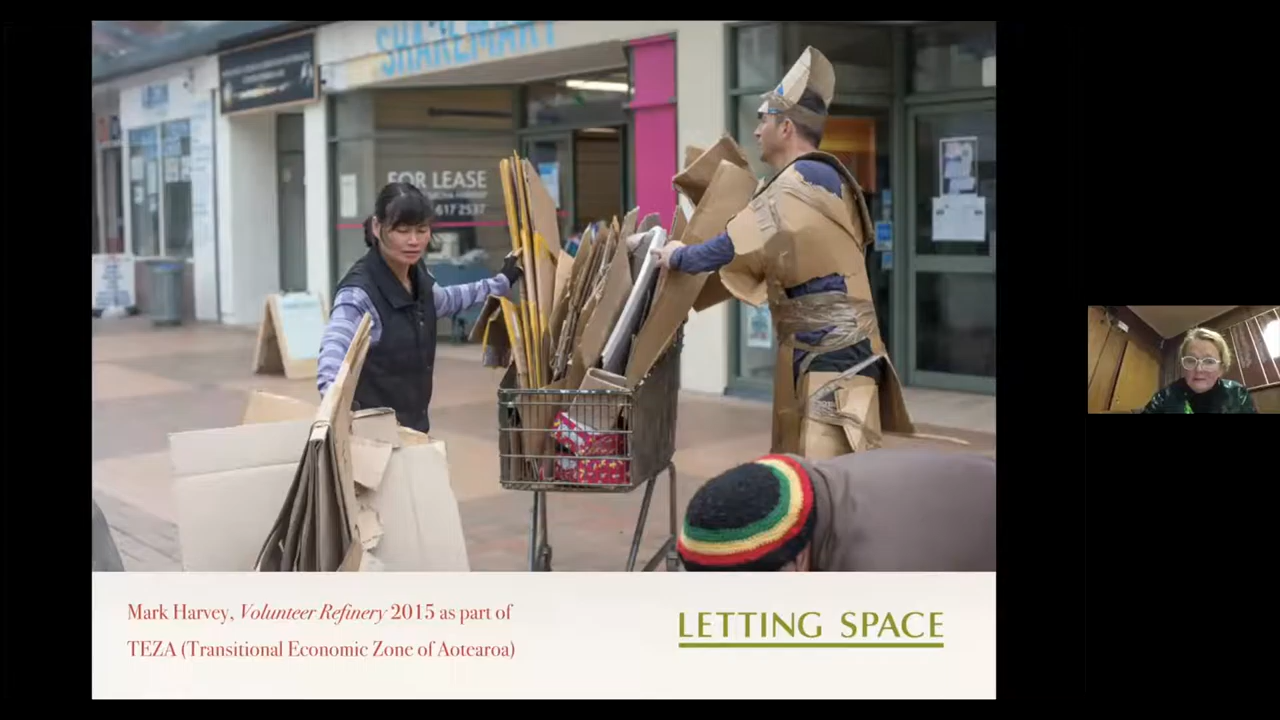 SHAREMART
FOR LEASE
617 2537
Mark Harvey, Volunteer Refinery 2015 as part of
TEZA (Transitional Economic Zone of Aotearoa)
LETTING SPACE